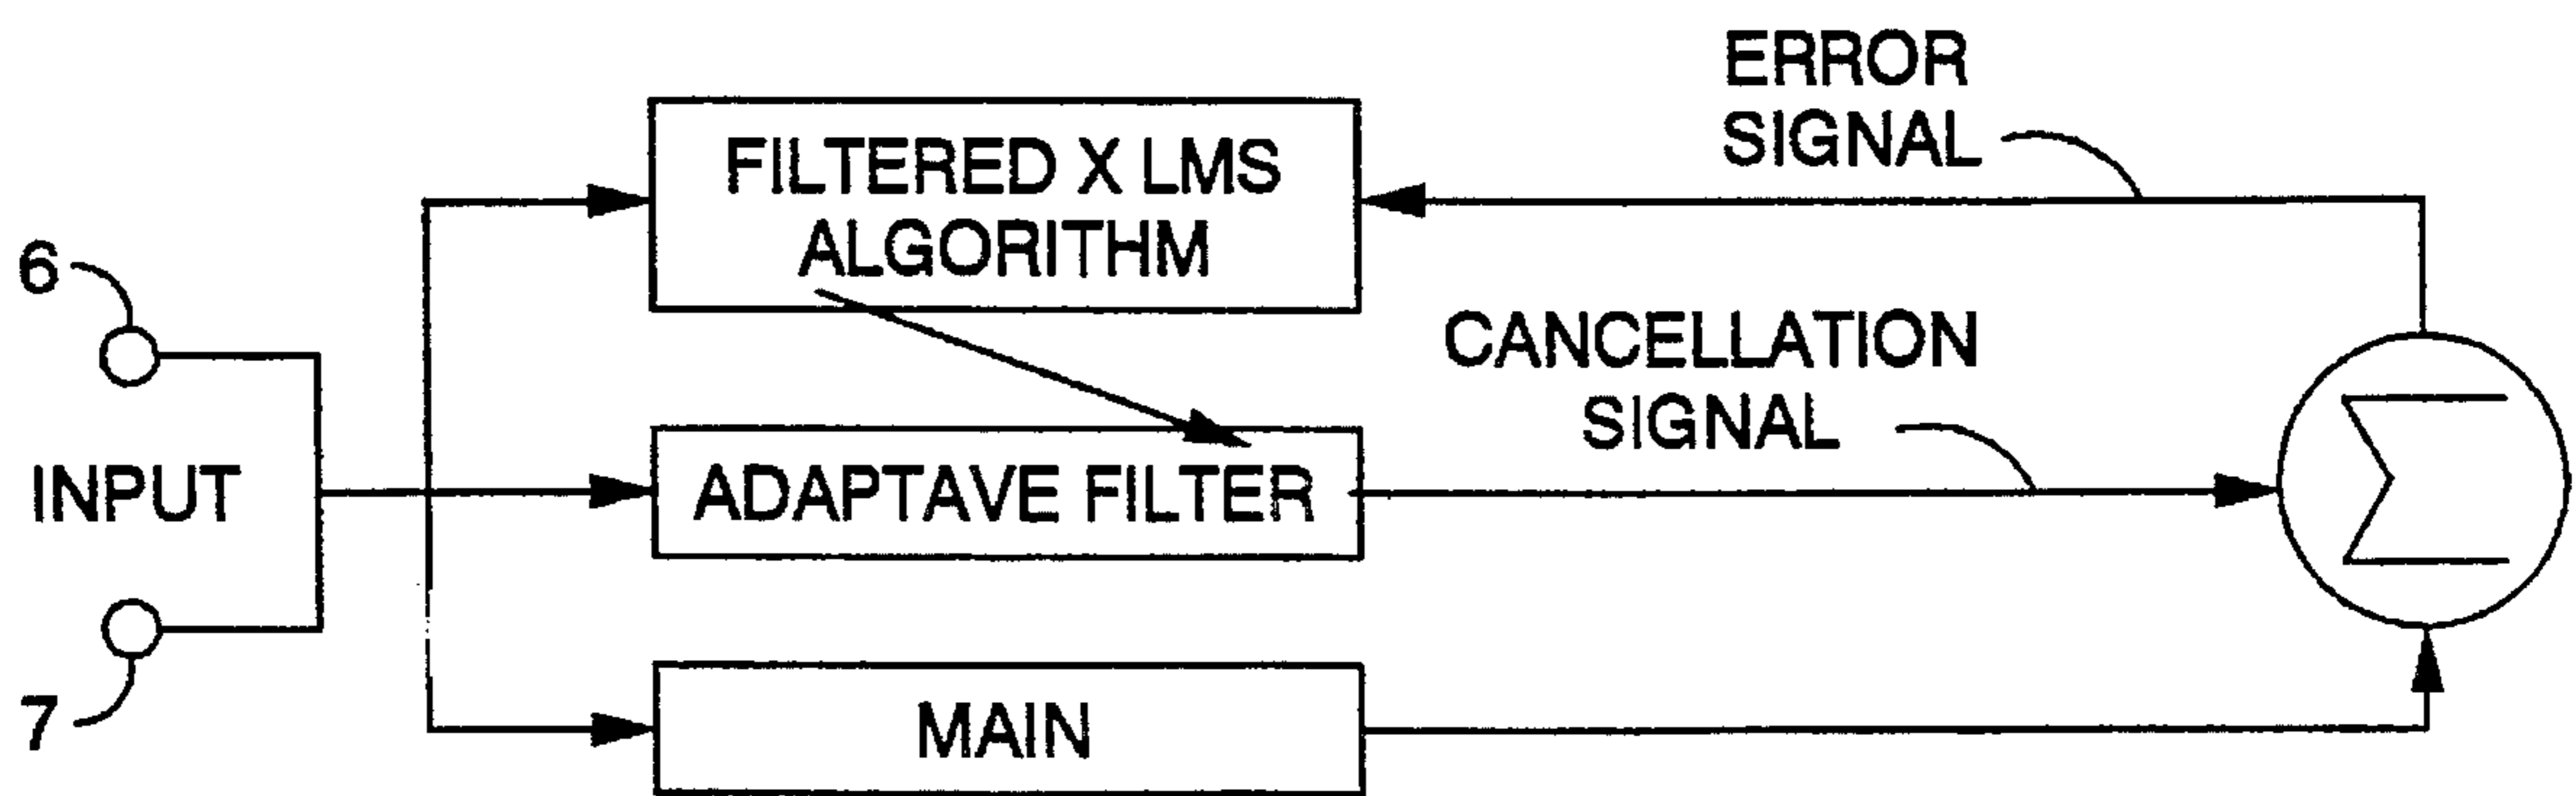 ERROR
SIGNAL
FILTERED X LMS
ALGORITHM
6
CANCELLATION
SIGNAL
INPUT
ADAPTAVE FILTER
Σ
7
MAIN